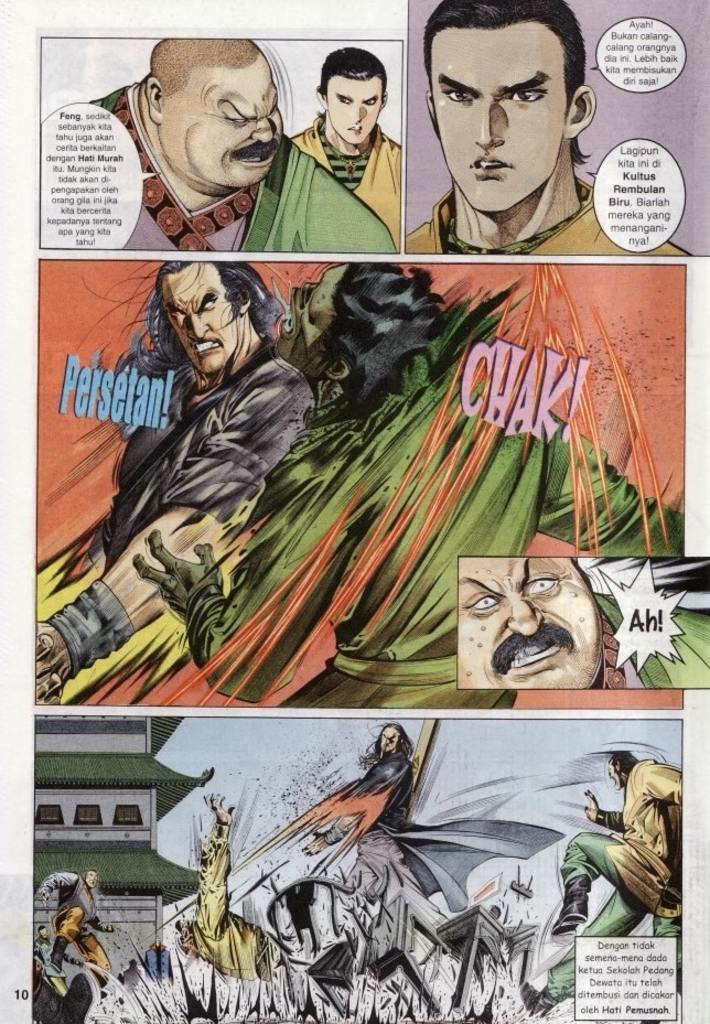 Feng, sedikit
sebanyak kita
tahu juga akan
cerita berkaitan
dengan Hati Murah
itu. Mungkin kita
tidak akan di-
pengapakan oleh
orang gila ini jika
kita bercerita
kepadanya tentang
apa yang kita
tahu!
Ayah!
Bukan calang-
calang orangnya
dia ini. Lebih baik
kita membisukan
diri saja!
Lagipun
kita ini di
Kultus
Rembulan
Biru. Biarlah
mereka yang
menangani-
nya!
Persetan!
CHAK!
Ah!
Dengan tidak
semena-mena dada
ketua Sekolah Pedang
Dewata itu telah
ditembusi dan dicakar
oleh Hati Pemusnah.
10